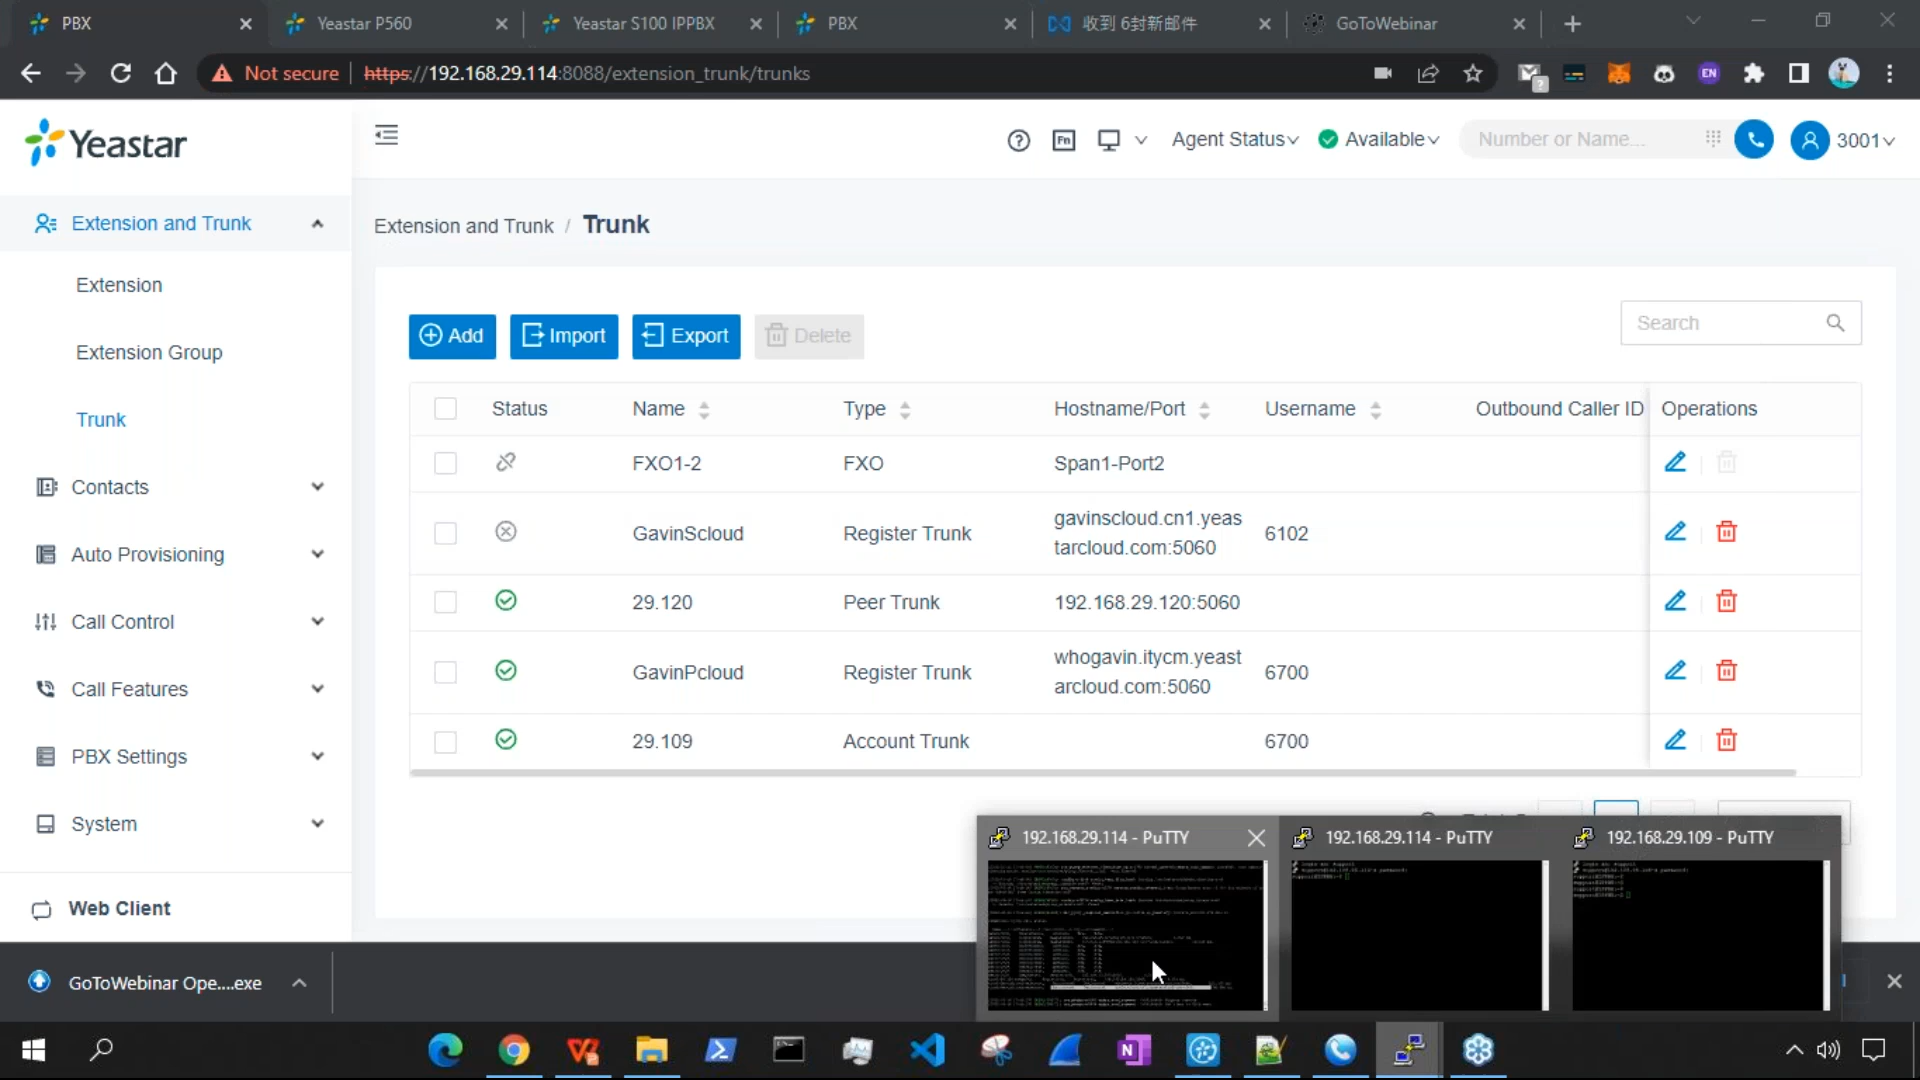 PBX
Yeastar P560
Yeastar S100 IPPBX
PBX
收到 6封新邮件
GoToWebinar
Not secure
https://192.168.29.114:8088/extension_trunk/trunks
EN
Yeastar
Fn
Agent Status
Available
Number or Name...
3001
Extension and Trunk
Extension
Extension Group
Trunk
Contacts
Auto Provisioning
Call Control
Call Features
PBX Settings
System
Web Client
Extension and Trunk / Trunk
Add
Import
Export
Delete
Search
Status Name Type Hostname/Port Username Outbound Caller ID Operations
FXO1-2 FXO Span1-Port2
GavinScloud Register Trunk gavinscloud.cn1.yeas
tarcloud.com:5060 6102
29.120 Peer Trunk 192.168.29.120:5060
GavinPcloud Register Trunk whogavin.itycm.yeast
arcloud.com:5060 6700
29.109 Account Trunk 6700
192.168.29.114 - PuTTY
192.168.29.114 - PuTTY
192.168.29.109 - PuTTY
GoToWebinar Ope....exe